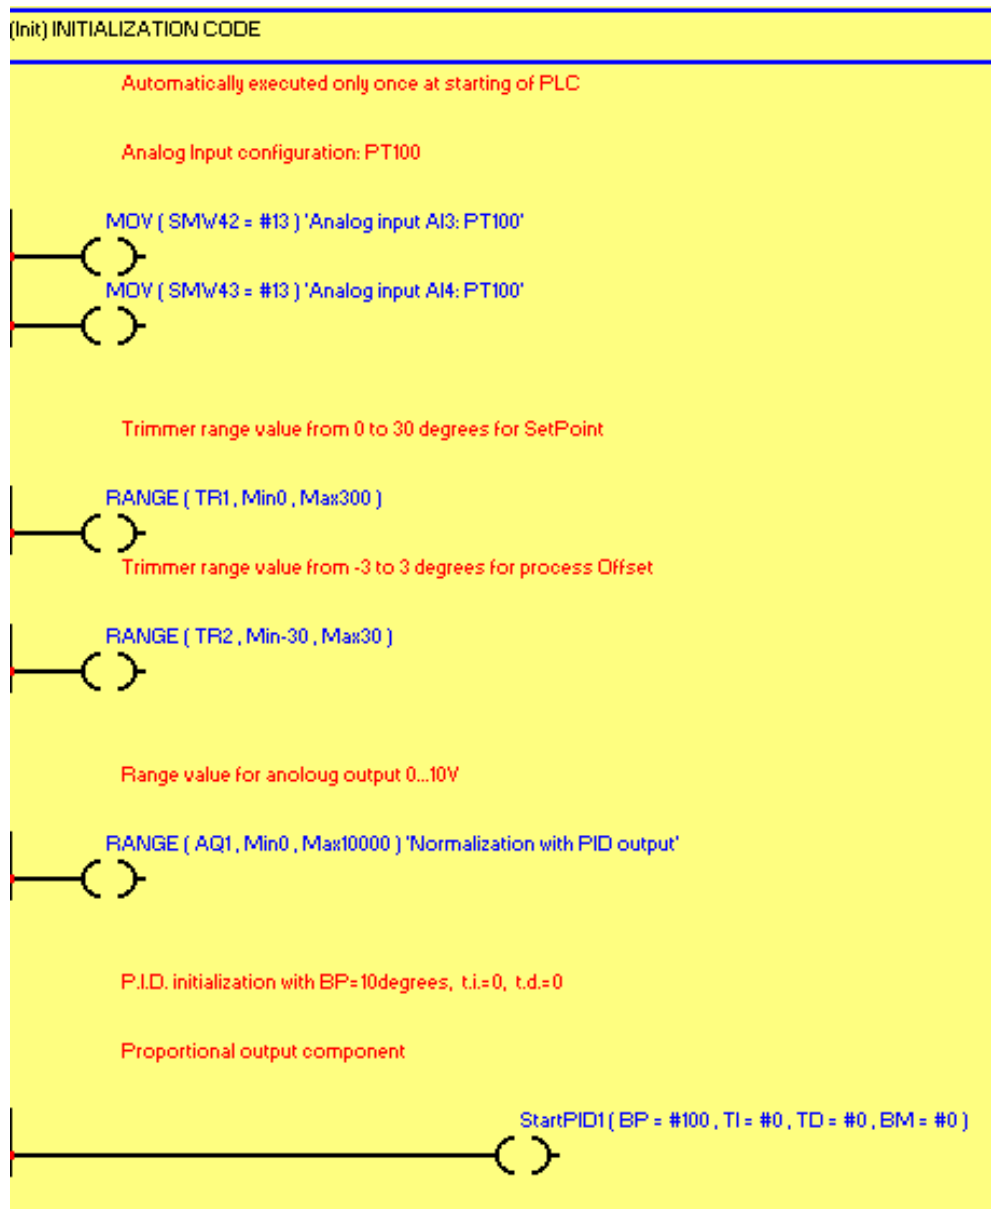 (Init) INITIALIZATION CODE
Automatically executed only once at starting of PLC
Analog Input configuration: PT100
MOV ( SMW42 = #13 ) 'Analog input AI3: PT100'
MOV ( SMW43 = #13 ) 'Analog input AI4: PT100'
Trimmer range value from 0 to 30 degrees for SetPoint
RANGE ( TR1 , Min0 , Max300 )
Trimmer range value from -3 to 3 degrees for process Offset
RANGE ( TR2 , Min-30 , Max30 )
Range value for anoloug output 0...10V
RANGE ( AQ1 , Min0 , Max10000 ) 'Normalization with PID output'
P.I.D. initialization with BP=10degrees, t.i.=0, t.d.=0
Proportional output component
StartPID1 ( BP = #100 , TI = #0 , TD = #0 , BM = #0 )